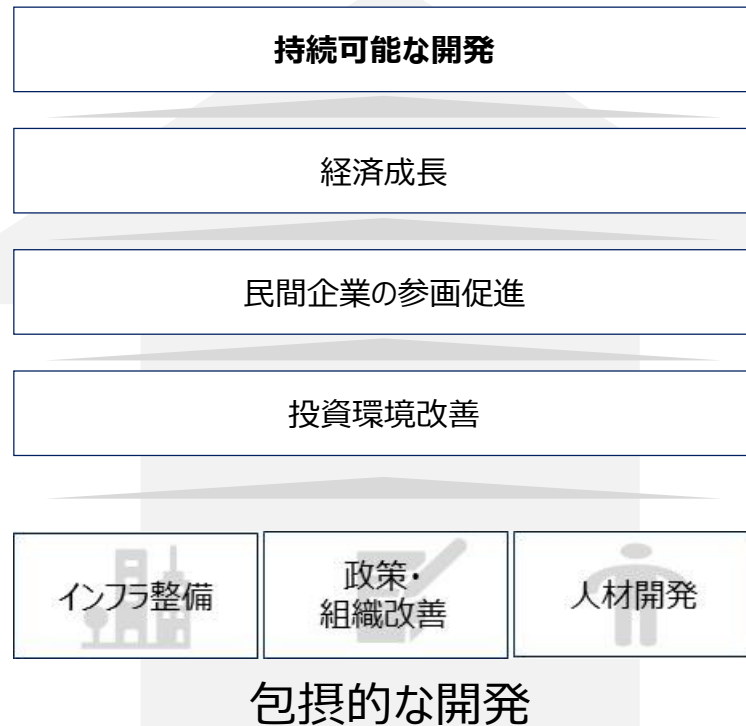 持続可能な開発
経済成長
民間企業の参画促進
投資環境改善
インフラ整備
政策・
組織改善
人材開発
包摂的な開発